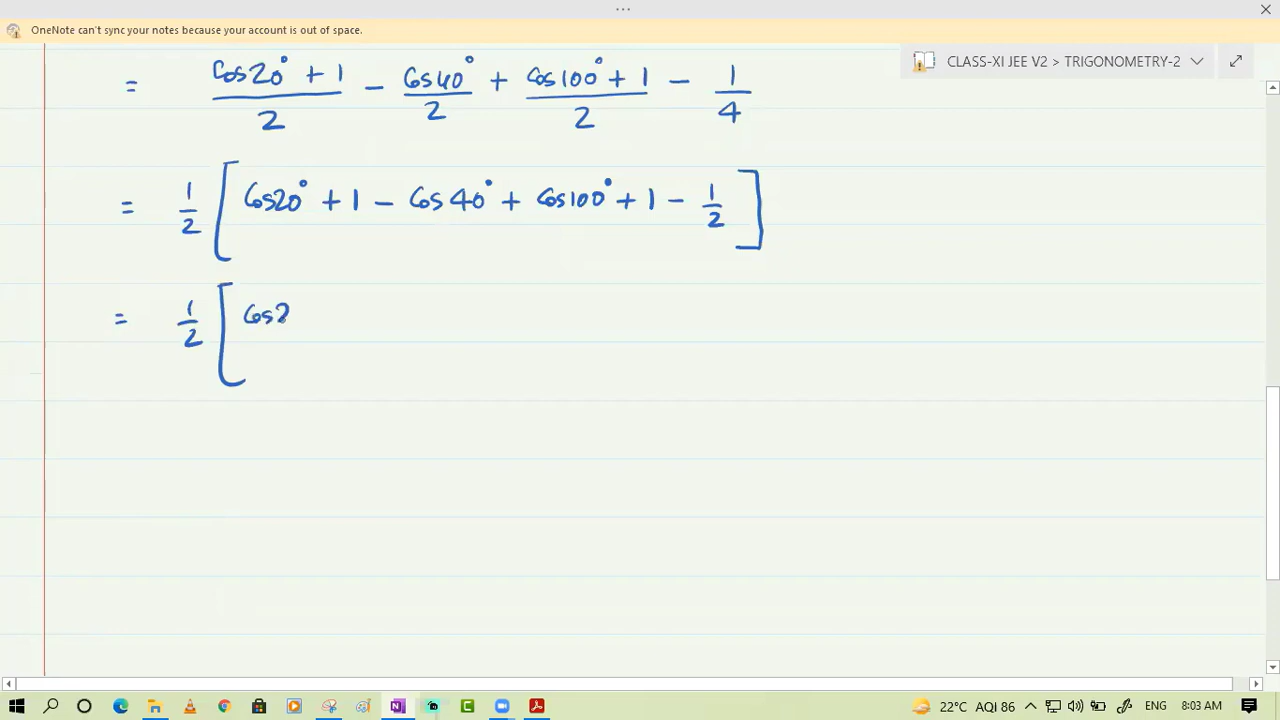 ...
OneNote can't sync your notes because your account is out of space.
CLASS-XI JEE V2 > TRIGONOMETRY-2
= (cos20° + 1)/2 − cos40°/2 + (cos100° + 1)/2 − 1/4
= 1/2 [ cos20° + 1 − cos40° + cos100° + 1 − 1/2 ]
= 1/2 [ cos2
22°C AQI 86 ENG 8:03 AM